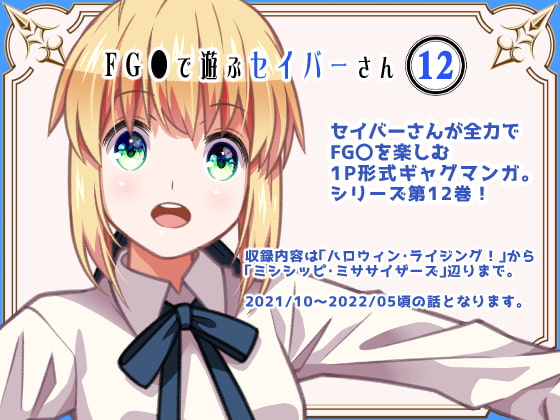 FG●で遊ぶセイバーさん 12
セイバーさんが全力で
FG〇を楽しむ
1P形式ギャグマンガ。
シリーズ第12巻！
収録内容は「ハロウィン・ライジング！」から
「ミシシッピ・ミササイザーズ」辺りまで。
2021/10～2022/05頃の話となります。